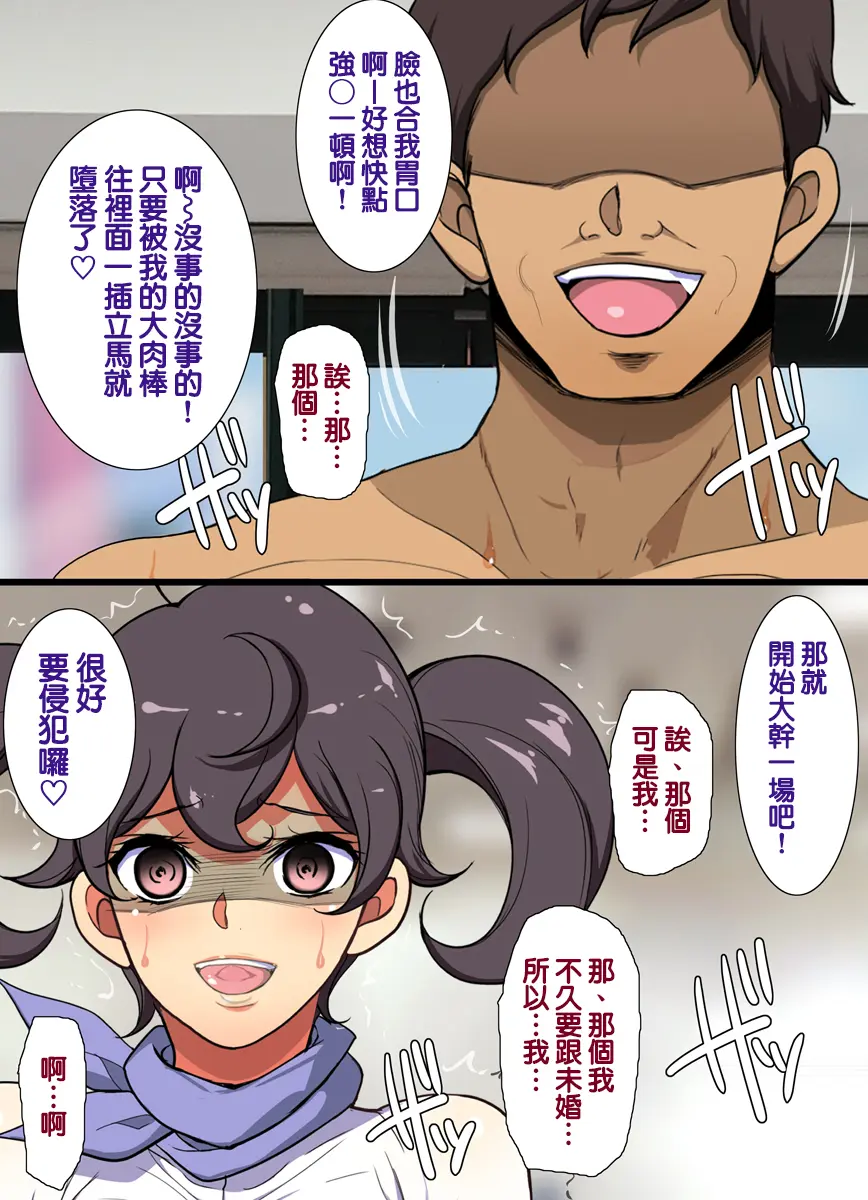 臉也合我胃口
啊—好想快點
強○一頓啊！
啊～沒事的沒事的！
只要被我的大肉棒
往裡面一插立馬就
墮落了♡
誒…那…
那個…
那就
開始大幹一場吧！
誒、那個
可是我…
那、那個我
不久要跟未婚…
所以…我…
很好
要侵犯囉♡
啊…啊